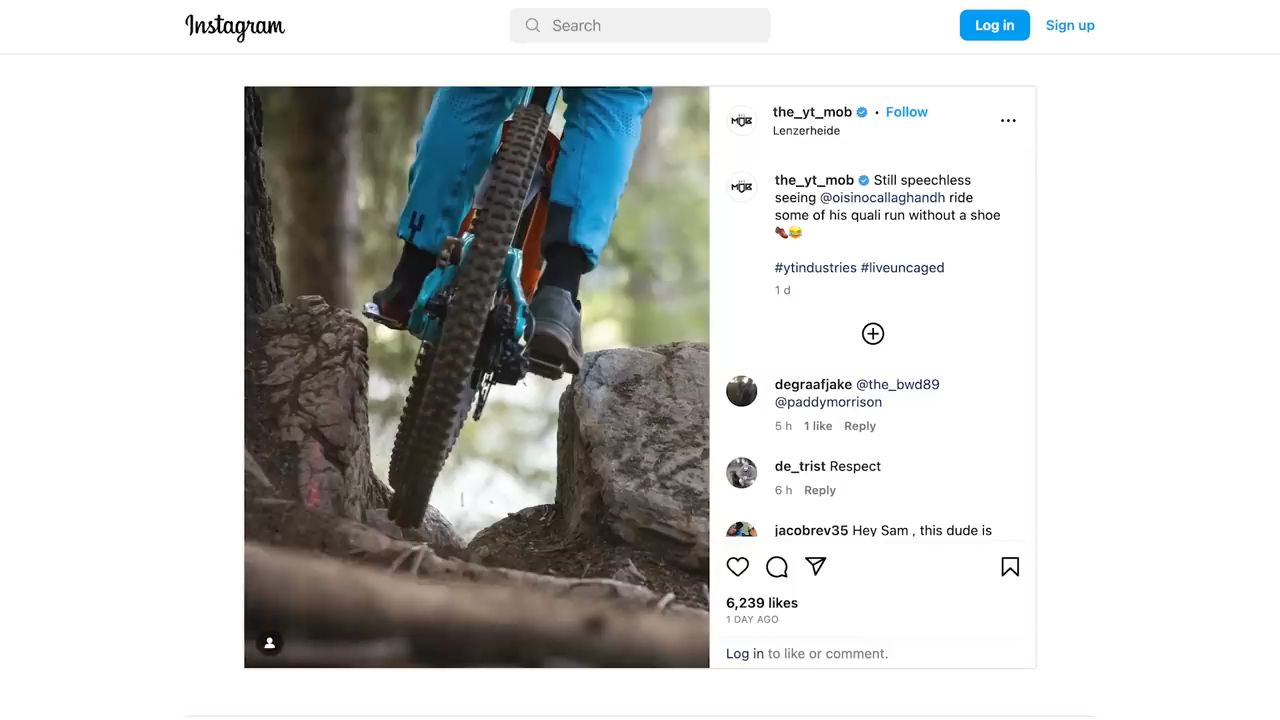 Instagram
Search
Log in
Sign up
the_yt_mob • Follow
Lenzerheide
the_yt_mob Still speechless
seeing @oisinocallaghandh ride
some of his quali run without a shoe
👞😂
#ytindustries #liveuncaged
1 d
degraafjake @the_bwd89
@paddymorrison
5 h 1 like Reply
de_trist Respect
6 h Reply
jacobrev35 Hey Sam , this dude is
6,239 likes
1 DAY AGO
Log in to like or comment.